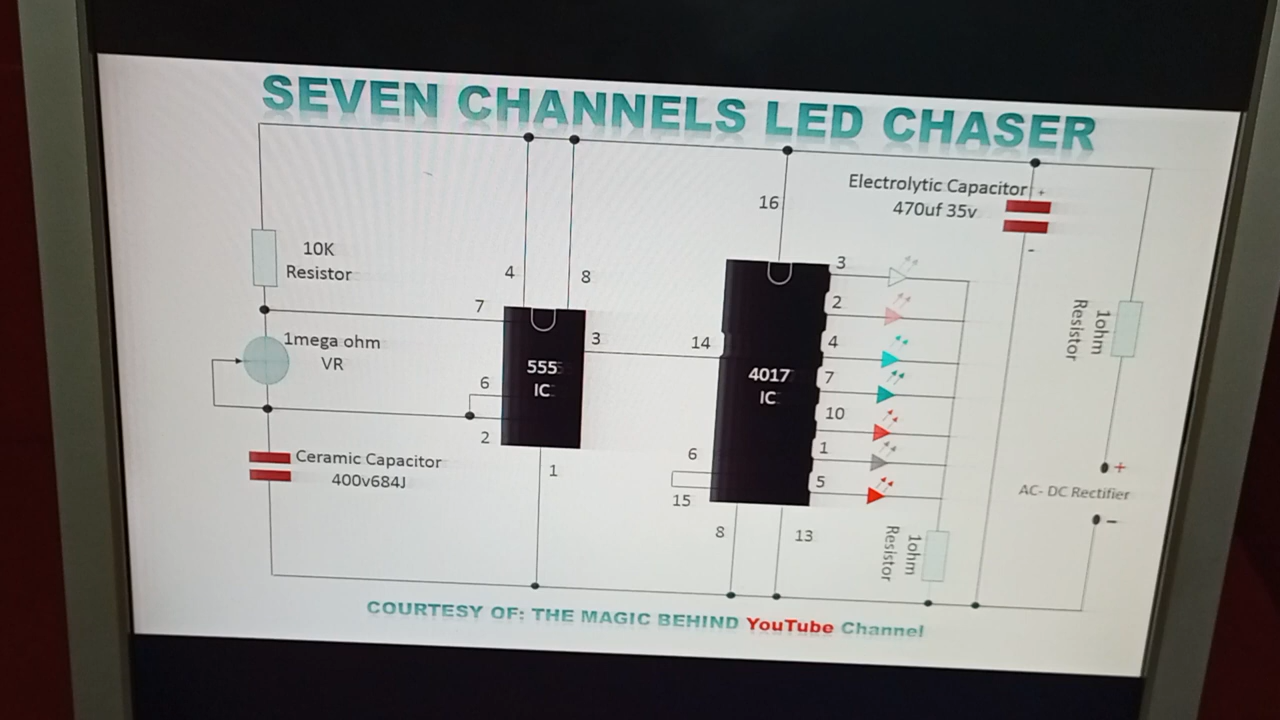 SEVEN CHANNELS LED CHASER
Electrolytic Capacitor +
470uf 35v
-
16
10K
Resistor
4
8
7
3
1mega ohm
VR
555
IC
6
2
1
14
4017
IC
3
2
4
7
10
1
5
6
15
8
13
Ceramic Capacitor
400v684J
1ohm
Resistor
1ohm
Resistor
+
AC- DC Rectifier
-
COURTESY OF: THE MAGIC BEHIND YouTube Channel